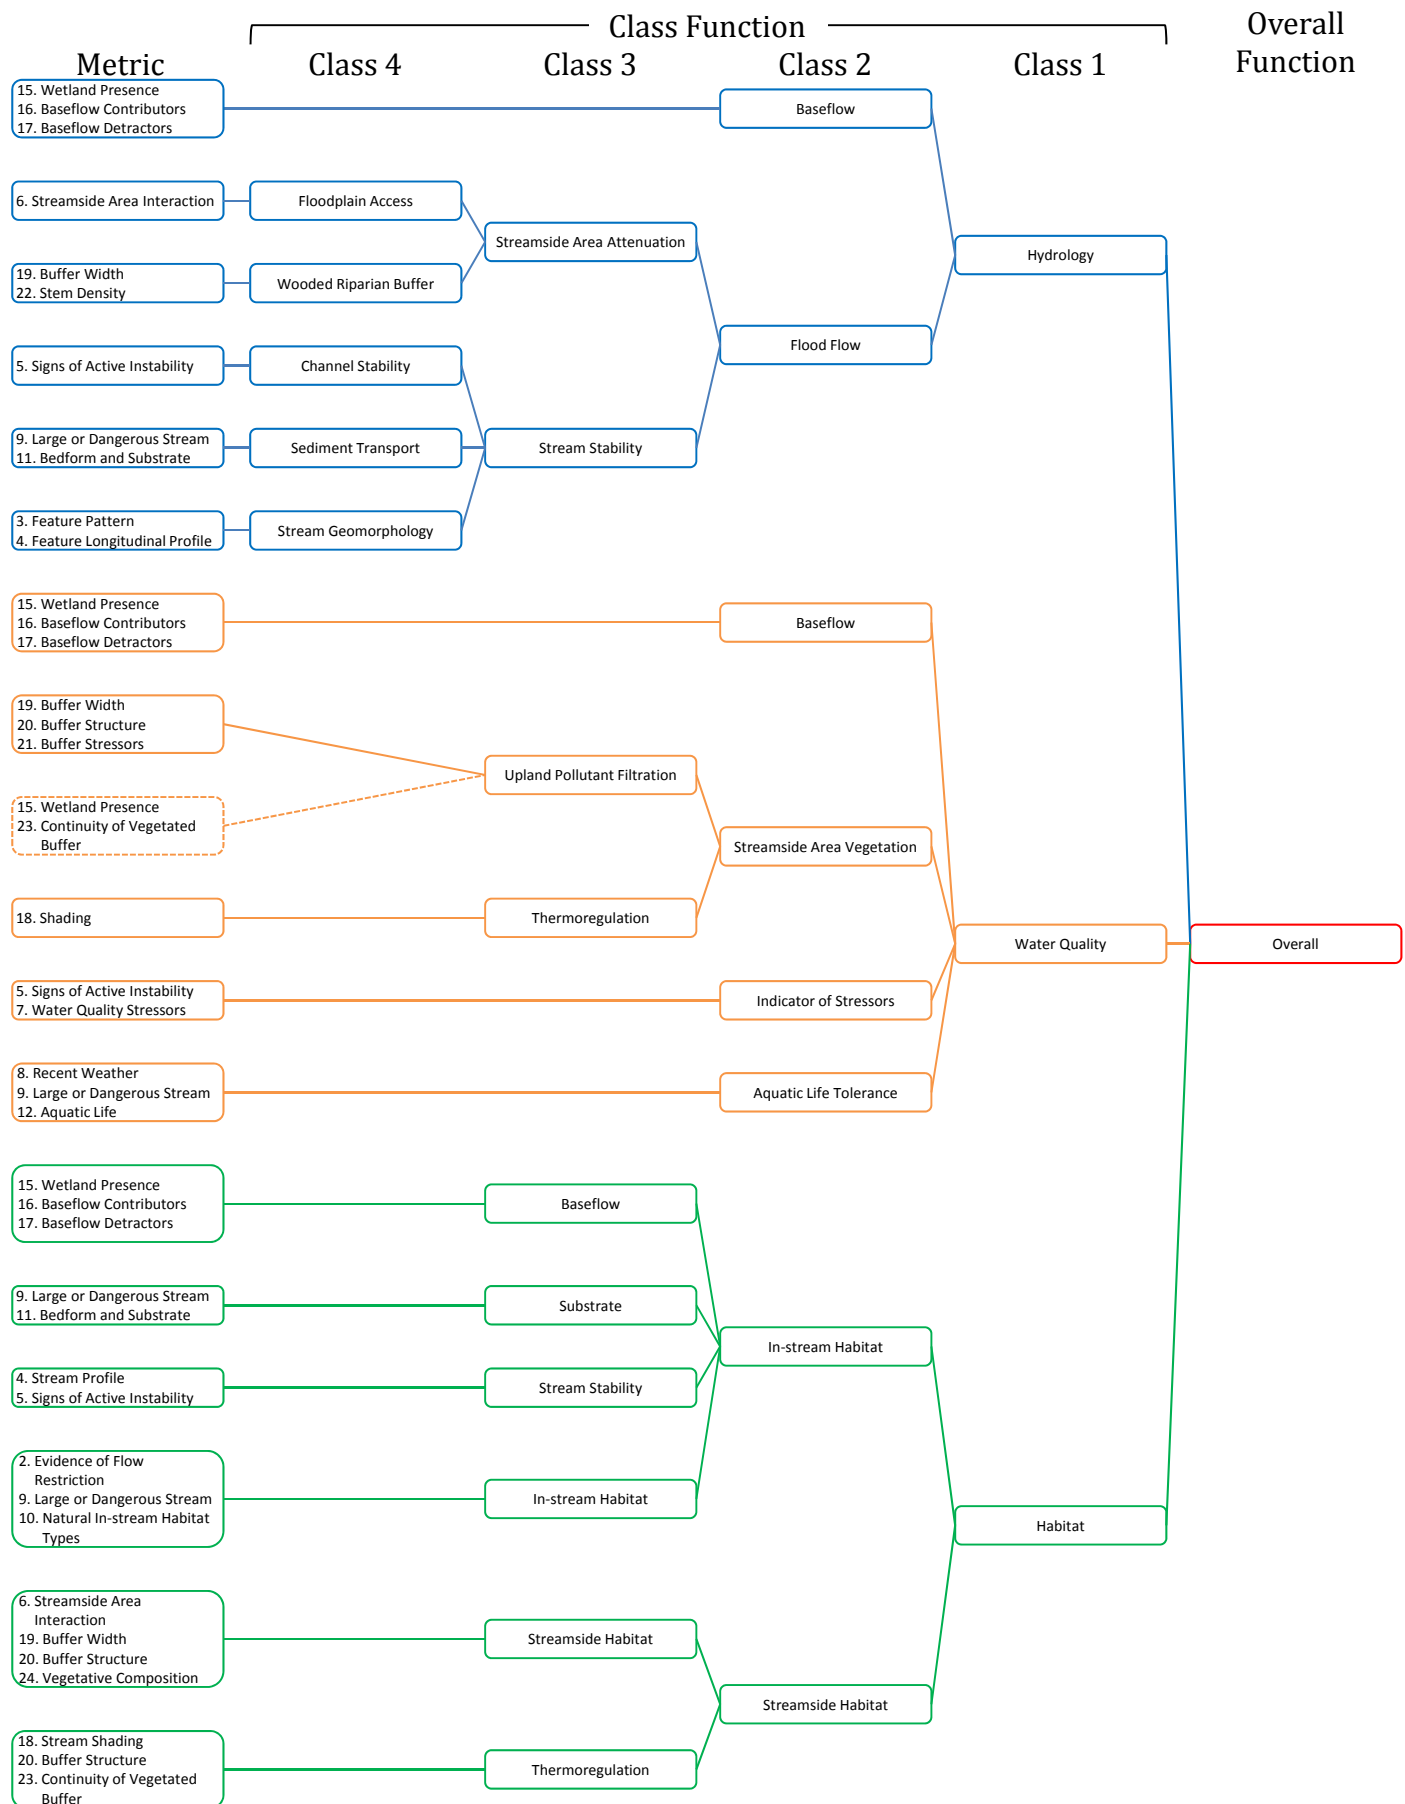 Class Function
Overall
Function
Metric
Class 4
Class 3
Class 2
Class 1
15. Wetland Presence
16. Baseflow Contributors
17. Baseflow Detractors
Baseflow
6. Streamside Area Interaction
Floodplain Access
Streamside Area Attenuation
Hydrology
19. Buffer Width
22. Stem Density
Wooded Riparian Buffer
Flood Flow
5. Signs of Active Instability
Channel Stability
9. Large or Dangerous Stream
11. Bedform and Substrate
Sediment Transport
Stream Stability
3. Feature Pattern
4. Feature Longitudinal Profile
Stream Geomorphology
15. Wetland Presence
16. Baseflow Contributors
17. Baseflow Detractors
Baseflow
19. Buffer Width
20. Buffer Structure
21. Buffer Stressors
Upland Pollutant Filtration
15. Wetland Presence
23. Continuity of Vegetated
Buffer
Streamside Area Vegetation
18. Shading
Thermoregulation
Water Quality
Overall
5. Signs of Active Instability
7. Water Quality Stressors
Indicator of Stressors
8. Recent Weather
9. Large or Dangerous Stream
12. Aquatic Life
Aquatic Life Tolerance
15. Wetland Presence
16. Baseflow Contributors
17. Baseflow Detractors
Baseflow
9. Large or Dangerous Stream
11. Bedform and Substrate
Substrate
In-stream Habitat
4. Stream Profile
5. Signs of Active Instability
Stream Stability
2. Evidence of Flow
Restriction
9. Large or Dangerous Stream
10. Natural In-stream Habitat
Types
In-stream Habitat
Habitat
6. Streamside Area
Interaction
19. Buffer Width
20. Buffer Structure
24. Vegetative Composition
Streamside Habitat
Streamside Habitat
18. Stream Shading
20. Buffer Structure
23. Continuity of Vegetated
Buffer
Thermoregulation